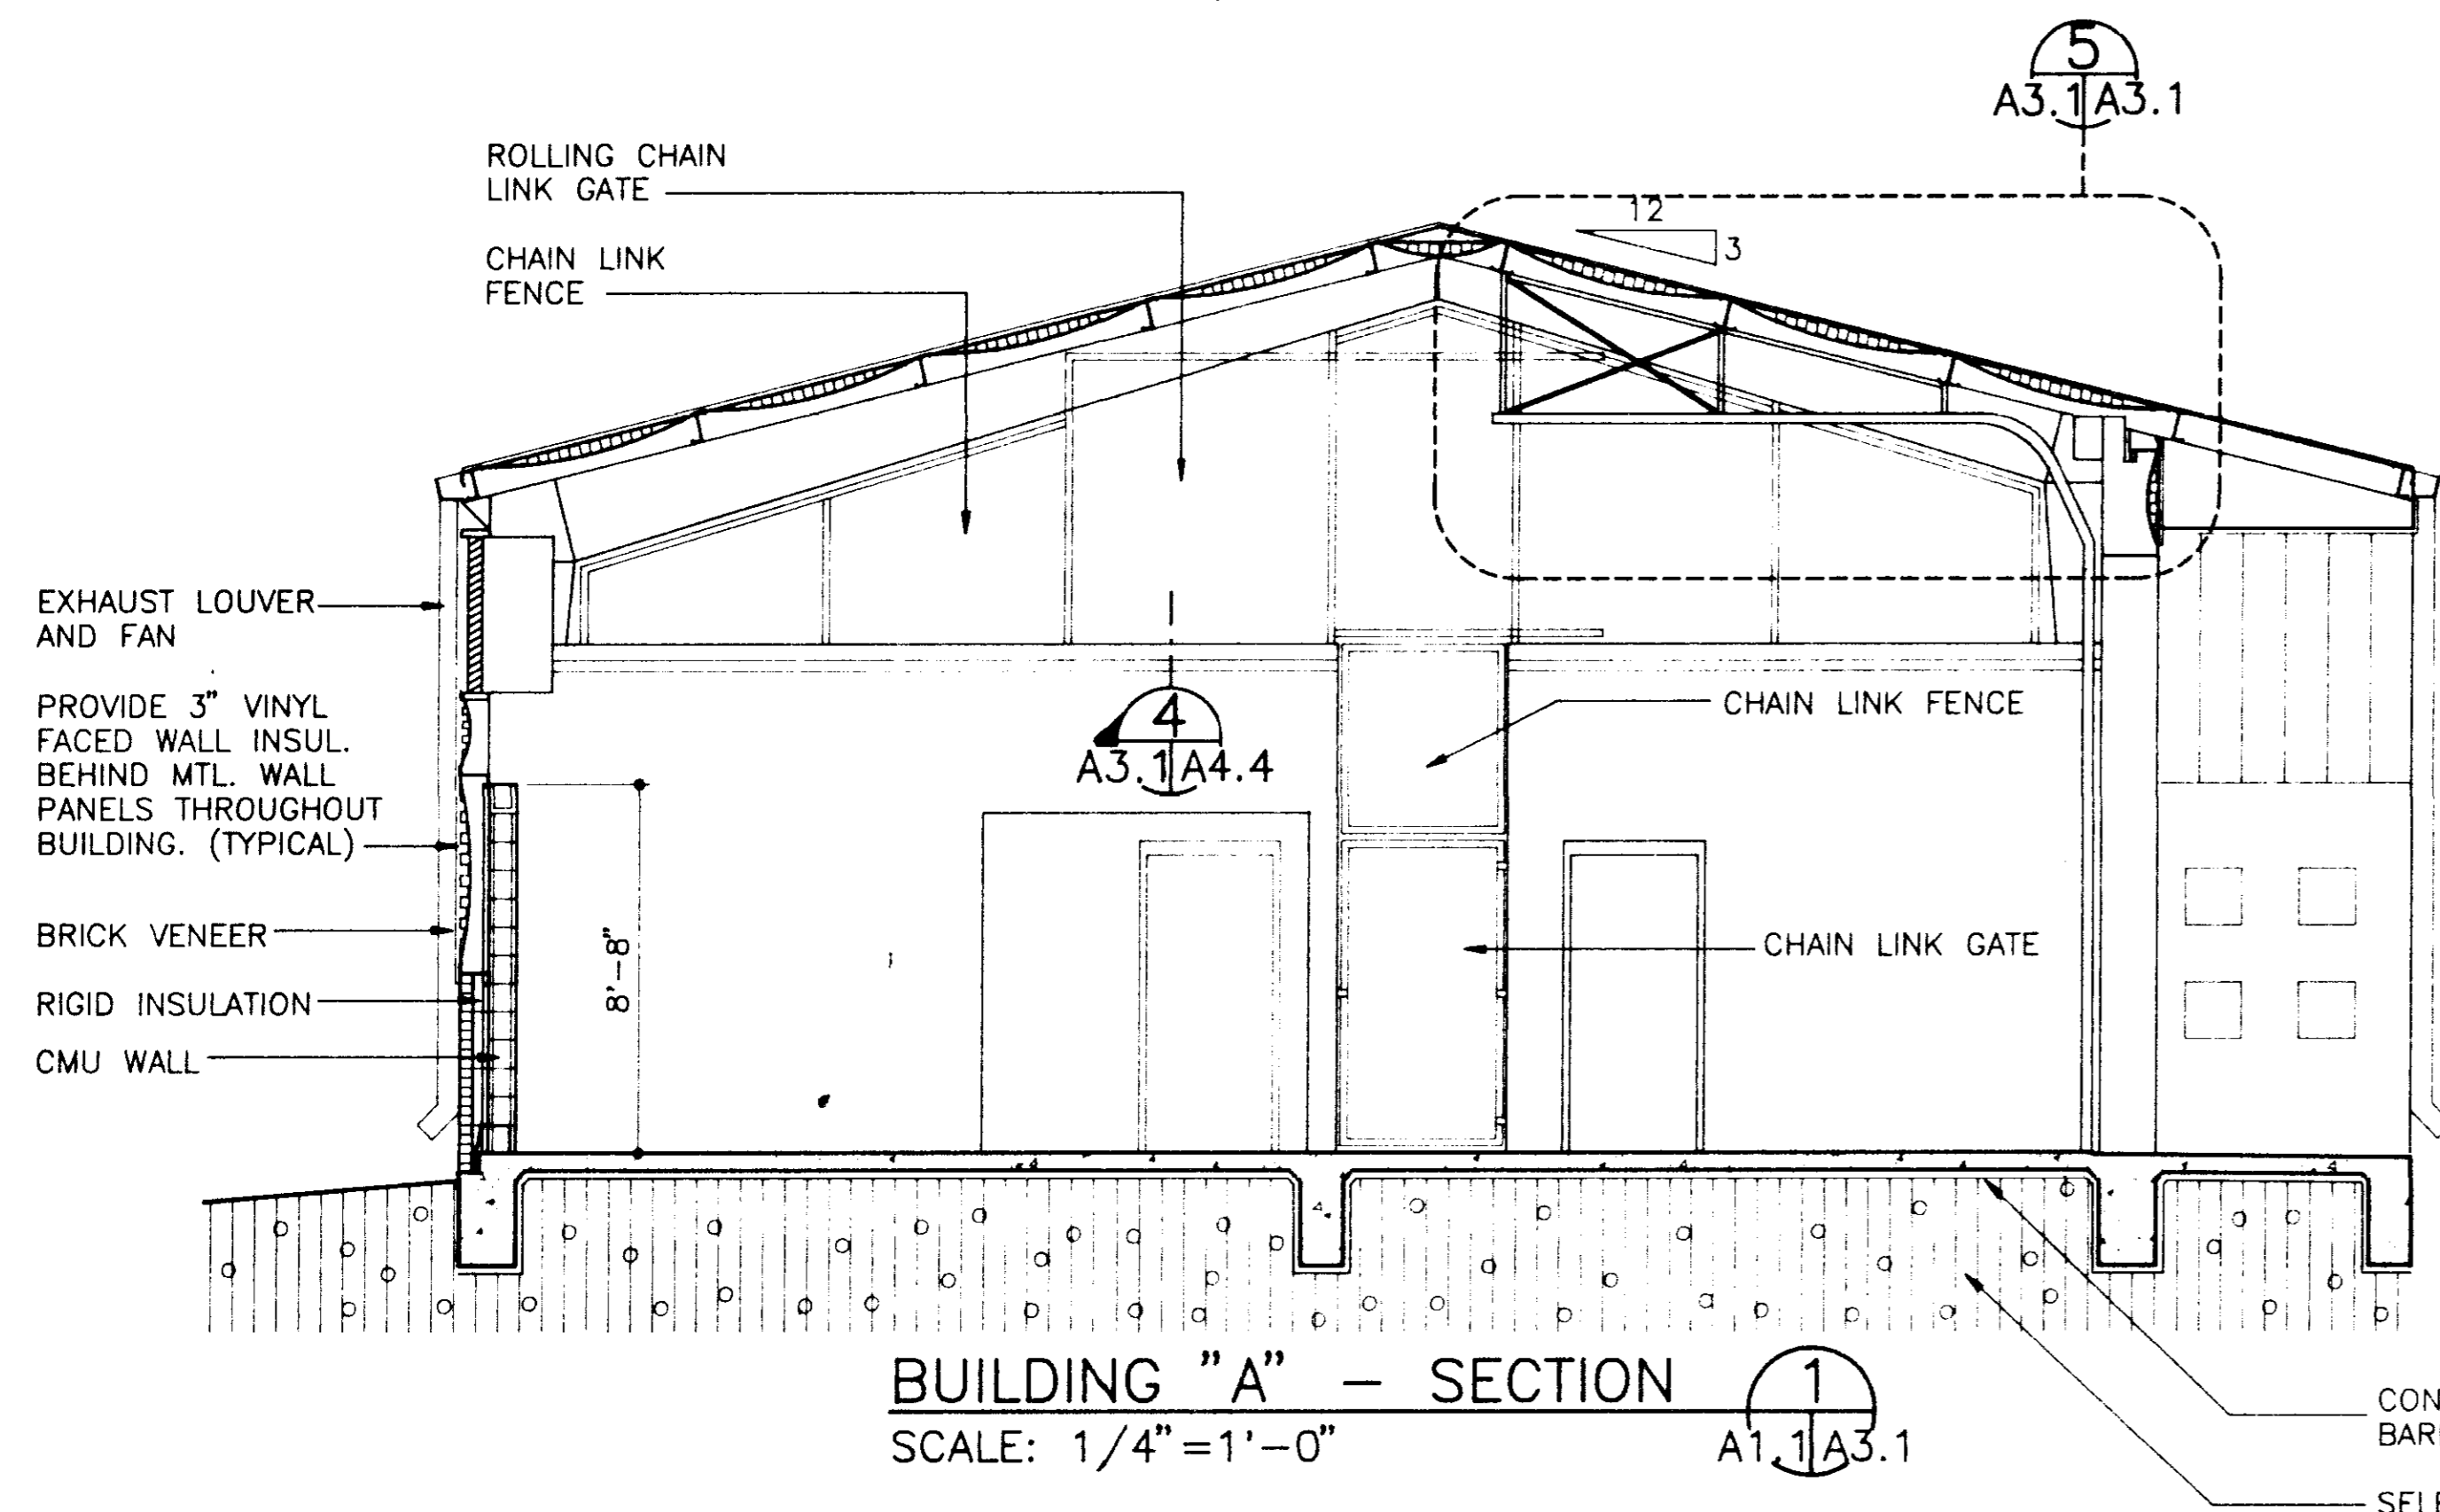 5
A3.1 A3.1
ROLLING CHAIN
LINK GATE
12
3
CHAIN LINK
FENCE
EXHAUST LOUVER
AND FAN
PROVIDE 3" VINYL
FACED WALL INSUL.
BEHIND MTL. WALL
PANELS THROUGHOUT
BUILDING. (TYPICAL)
4
A3.1 A4.4
CHAIN LINK FENCE
BRICK VENEER
8'-8"
CHAIN LINK GATE
RIGID INSULATION
CMU WALL
BUILDING "A" – SECTION
SCALE: 1/4"=1'-0"
1
A1.1 A3.1
CON
BAR
SELE